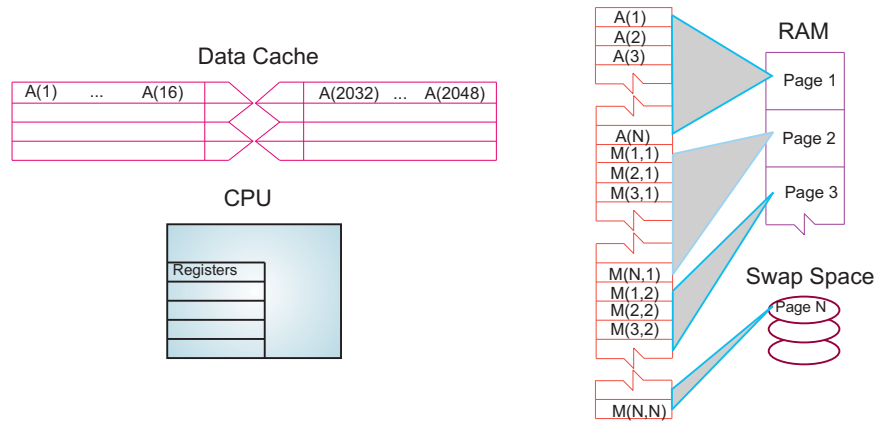 Data Cache
A(1) ... A(16) A(2032) ... A(2048)
CPU
Registers
A(1)
A(2)
A(3)
A(N)
M(1,1)
M(2,1)
M(3,1)
M(N,1)
M(1,2)
M(2,2)
M(3,2)
M(N,N)
RAM
Page 1
Page 2
Page 3
Swap Space
Page N